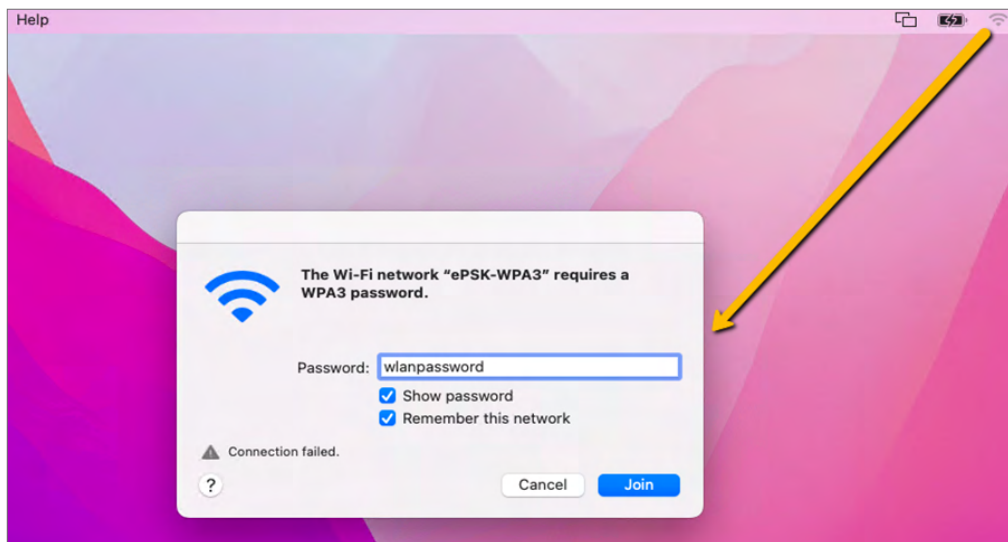 Help
The Wi-Fi network “ePSK-WPA3” requires a
WPA3 password.
Password: wlanpassword
Show password
Remember this network
Connection failed.
? Cancel Join